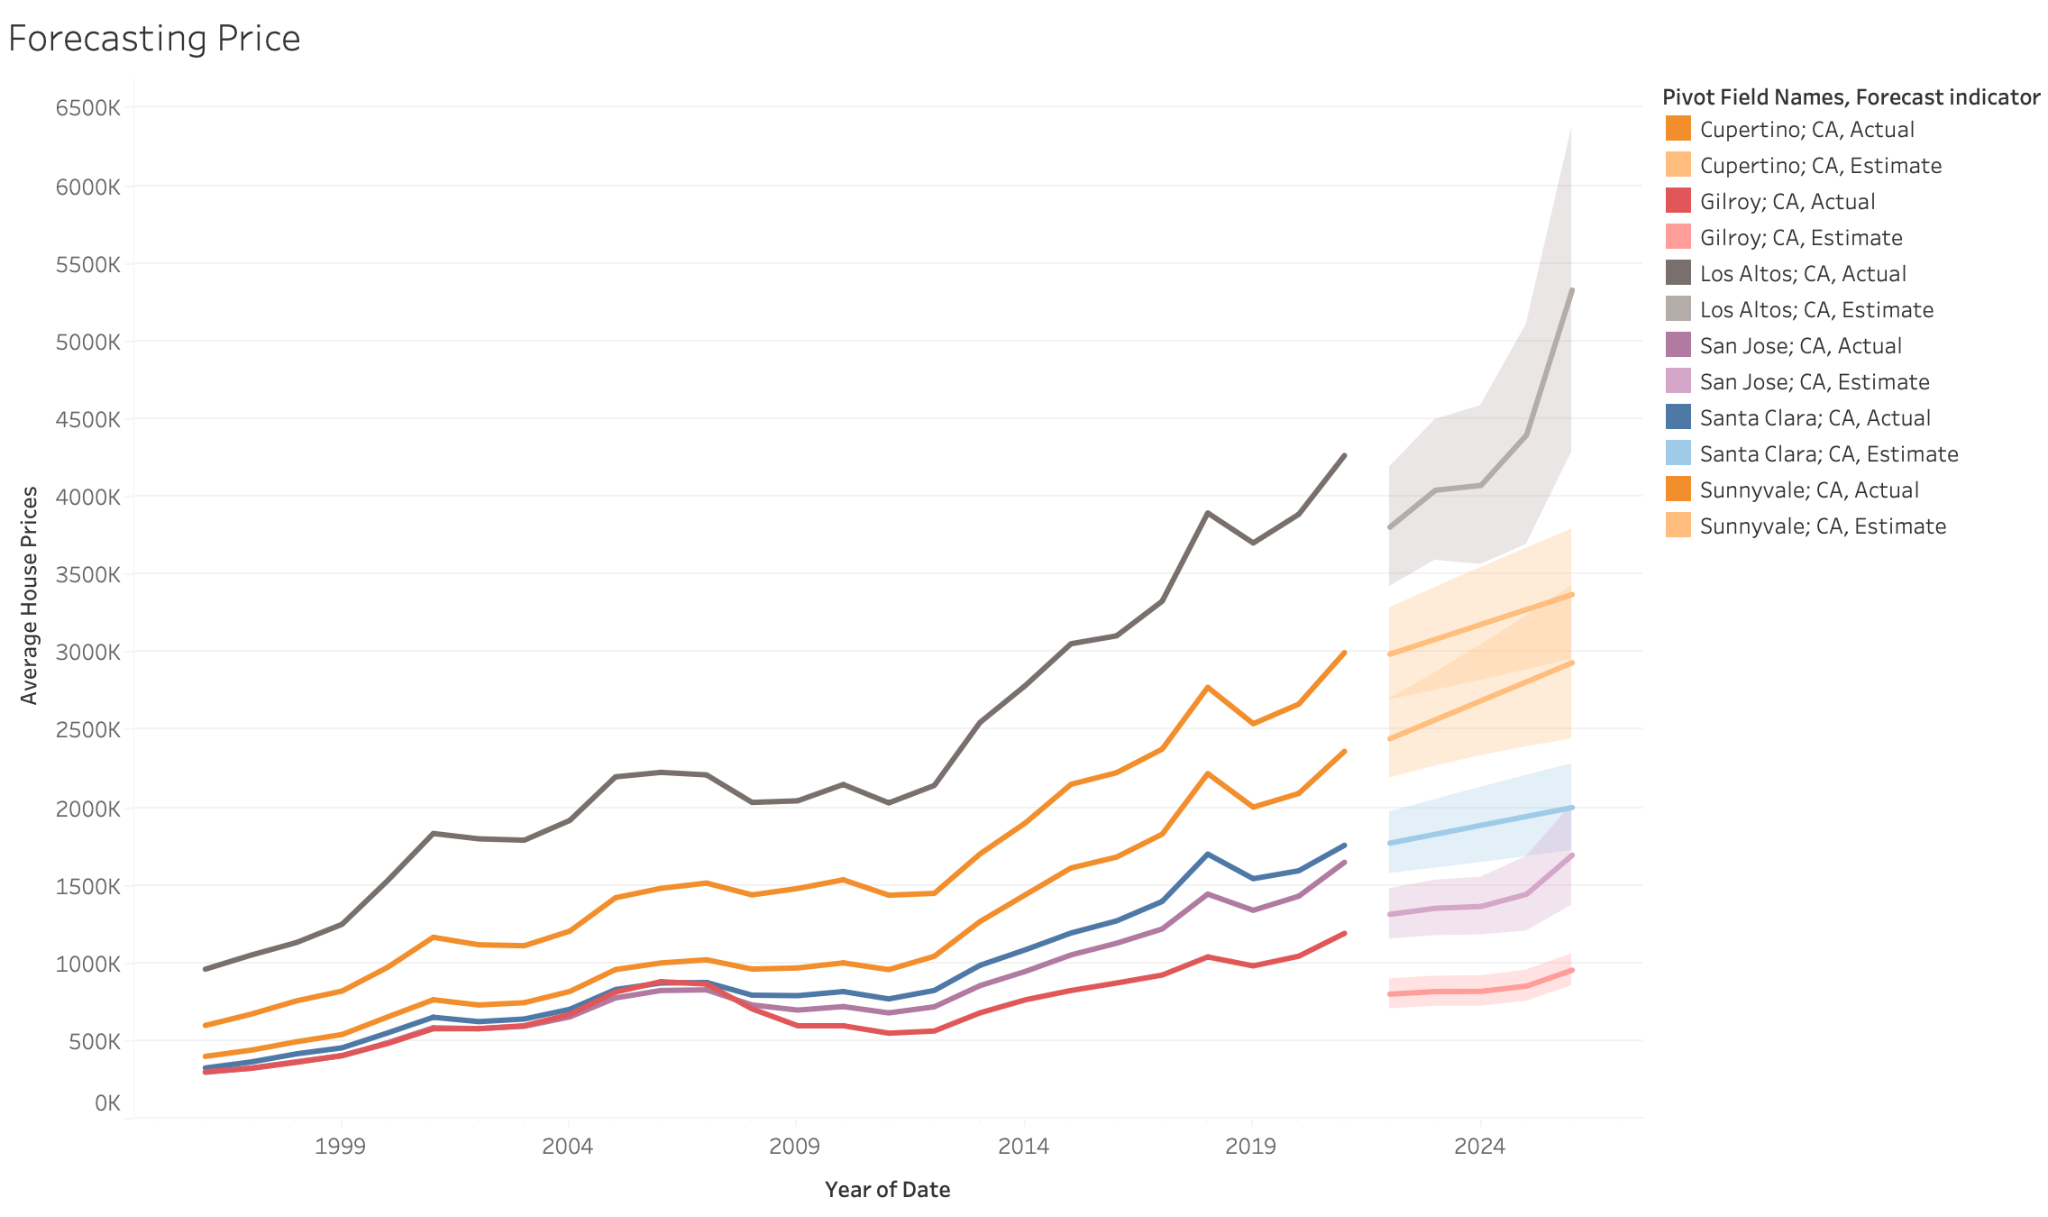 Forecasting Price
6500K
6000K
5500K
5000K
4500K
4000K
3500K
3000K
2500K
2000K
1500K
1000K
500K
0K
Average House Prices
1999
2004
2009
2014
2019
2024
Year of Date
Pivot Field Names, Forecast indicator
Cupertino; CA, Actual
Cupertino; CA, Estimate
Gilroy; CA, Actual
Gilroy; CA, Estimate
Los Altos; CA, Actual
Los Altos; CA, Estimate
San Jose; CA, Actual
San Jose; CA, Estimate
Santa Clara; CA, Actual
Santa Clara; CA, Estimate
Sunnyvale; CA, Actual
Sunnyvale; CA, Estimate